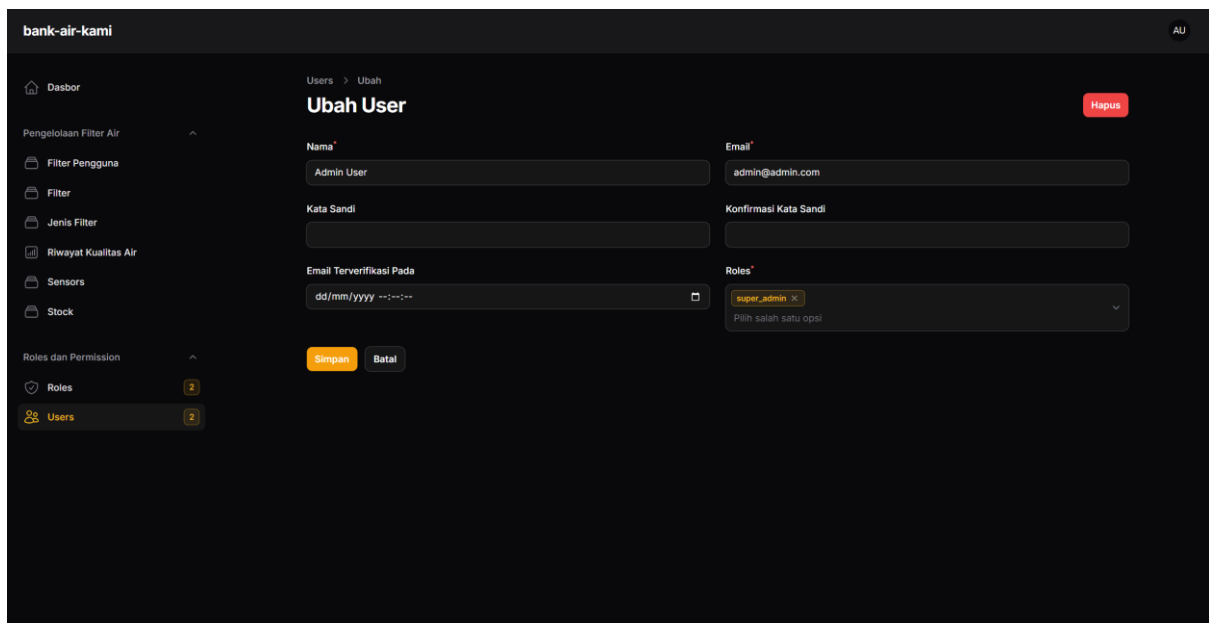 bank-air-kami
AU
Dasbor
Pengelolaan Filter Air
Filter Pengguna
Filter
Jenis Filter
Riwayat Kualitas Air
Sensors
Stock
Roles dan Permission
Roles 2
Users 2
Users > Ubah
Ubah User
Hapus
Nama*
Admin User
Email*
admin@admin.com
Kata Sandi
Konfirmasi Kata Sandi
Email Terverifikasi Pada
dd/mm/yyyy --:--:--
Roles*
super_admin ×
Pilih salah satu opsi
Simpan Batal